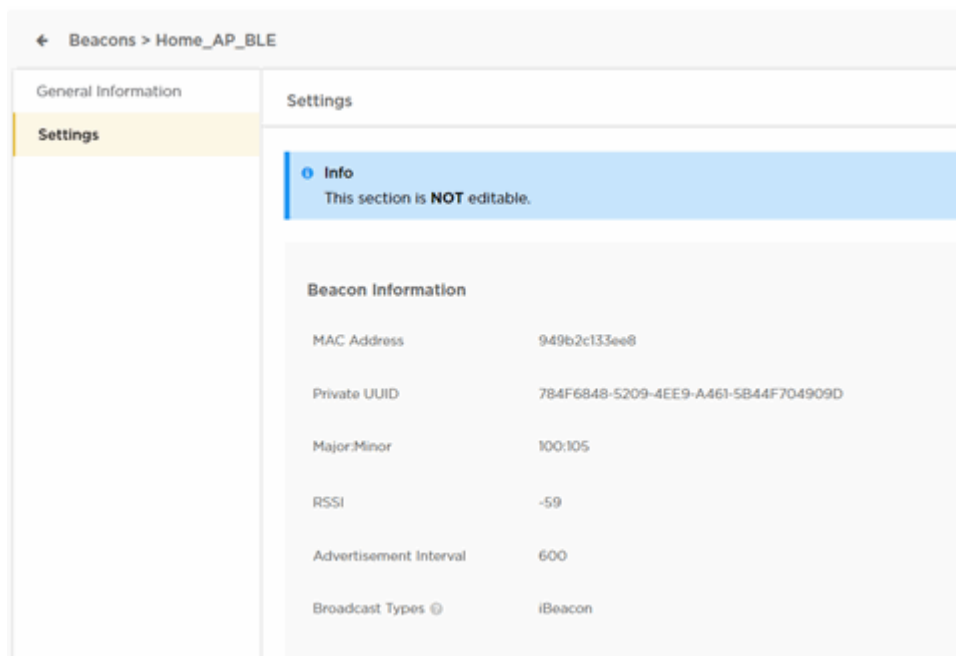 Beacons > Home_AP_BLE
General Information
Settings
Settings
Info
This section is NOT editable.
Beacon Information
MAC Address 949b2c133ee8
Private UUID 784F6848-5209-4EE9-A461-5B44F704909D
Major:Minor 100:105
RSSI -59
Advertisement Interval 600
Broadcast Types iBeacon